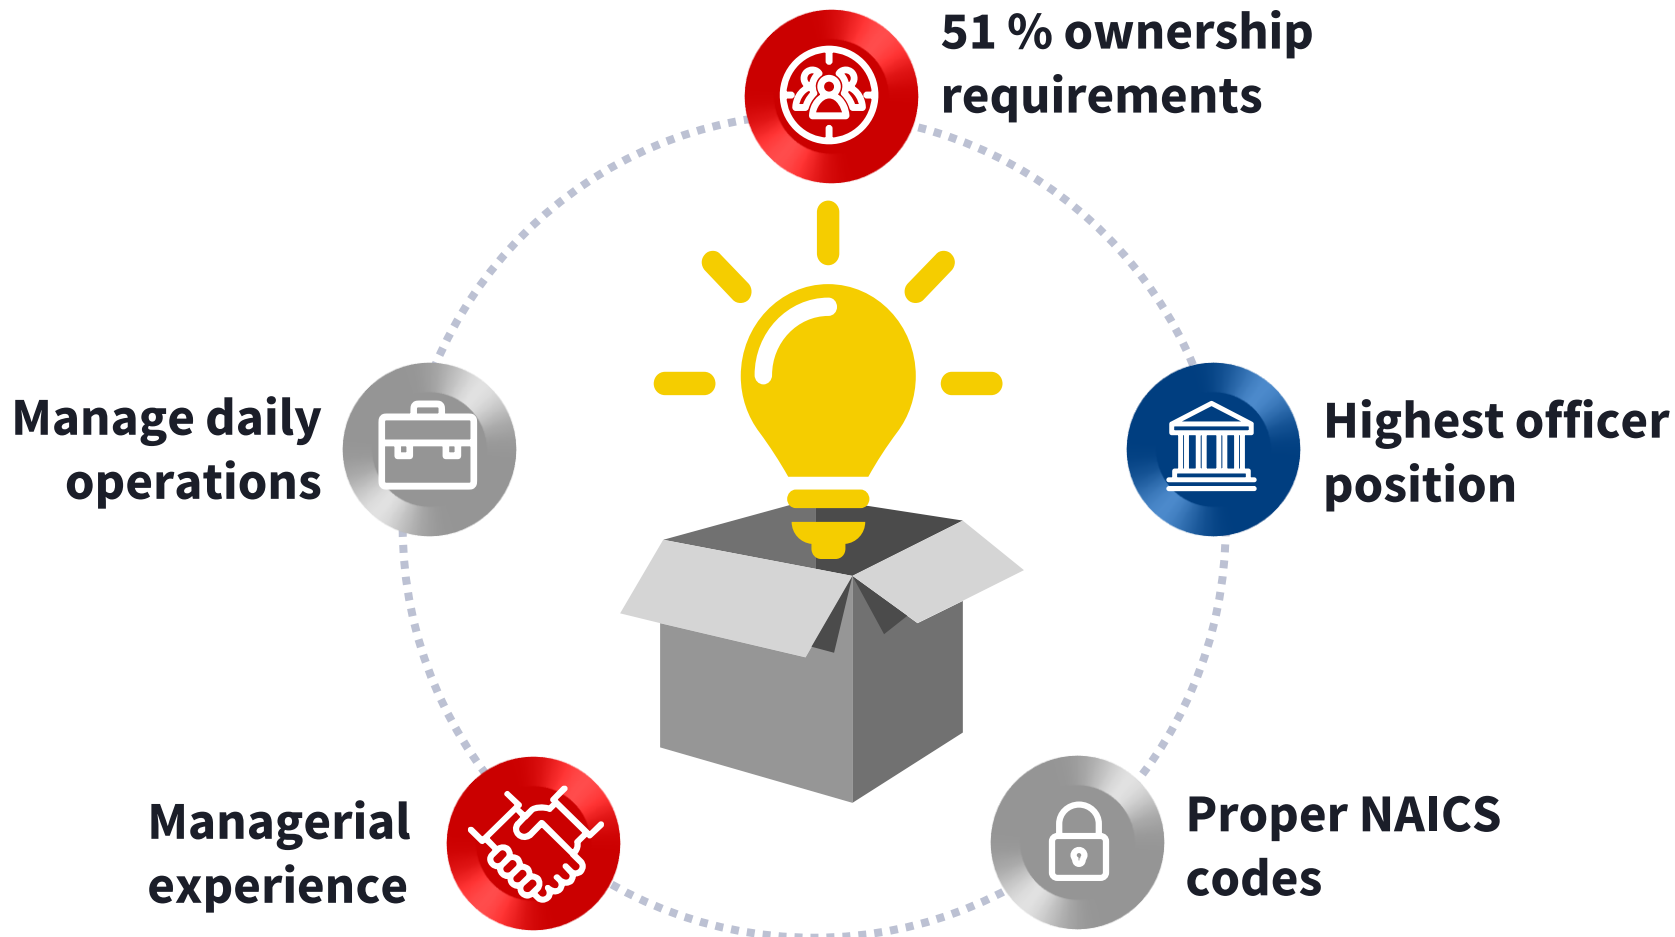 51 % ownership
requirements
Highest officer
position
Proper NAICS
codes
Managerial
experience
Manage daily
operations